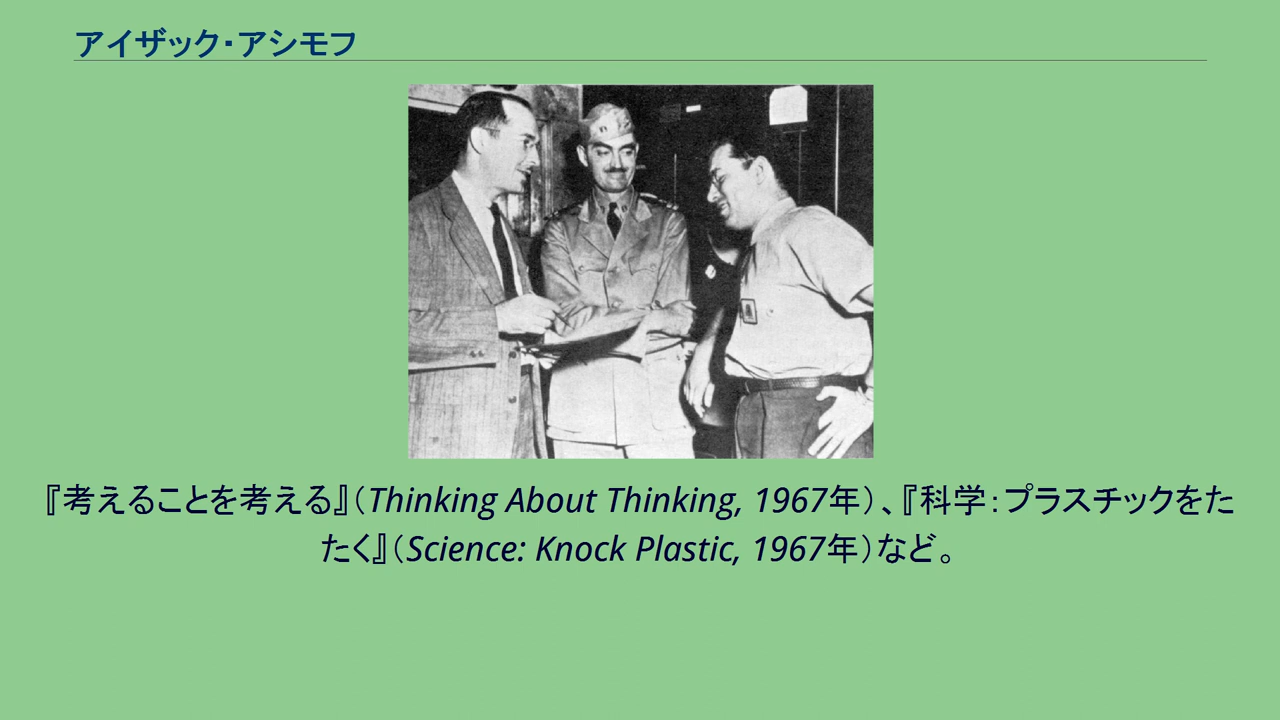 アイザック・アシモフ
『考えることを考える』（Thinking About Thinking, 1967年）、『科学：プラスチックをた
たく』（Science: Knock Plastic, 1967年）など。